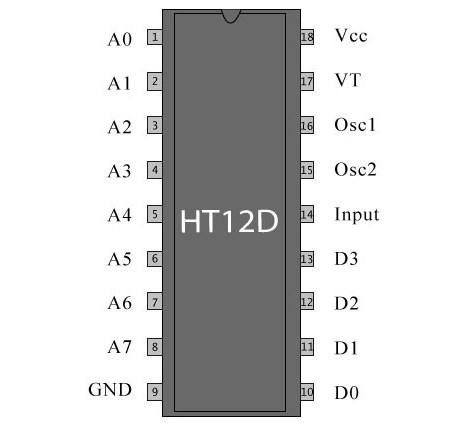 A0 1 18 Vcc
A1 2 17 VT
A2 3 16 Osc1
A3 4 15 Osc2
A4 5 HT12D 14 Input
A5 6 13 D3
A6 7 12 D2
A7 8 11 D1
GND 9 10 D0